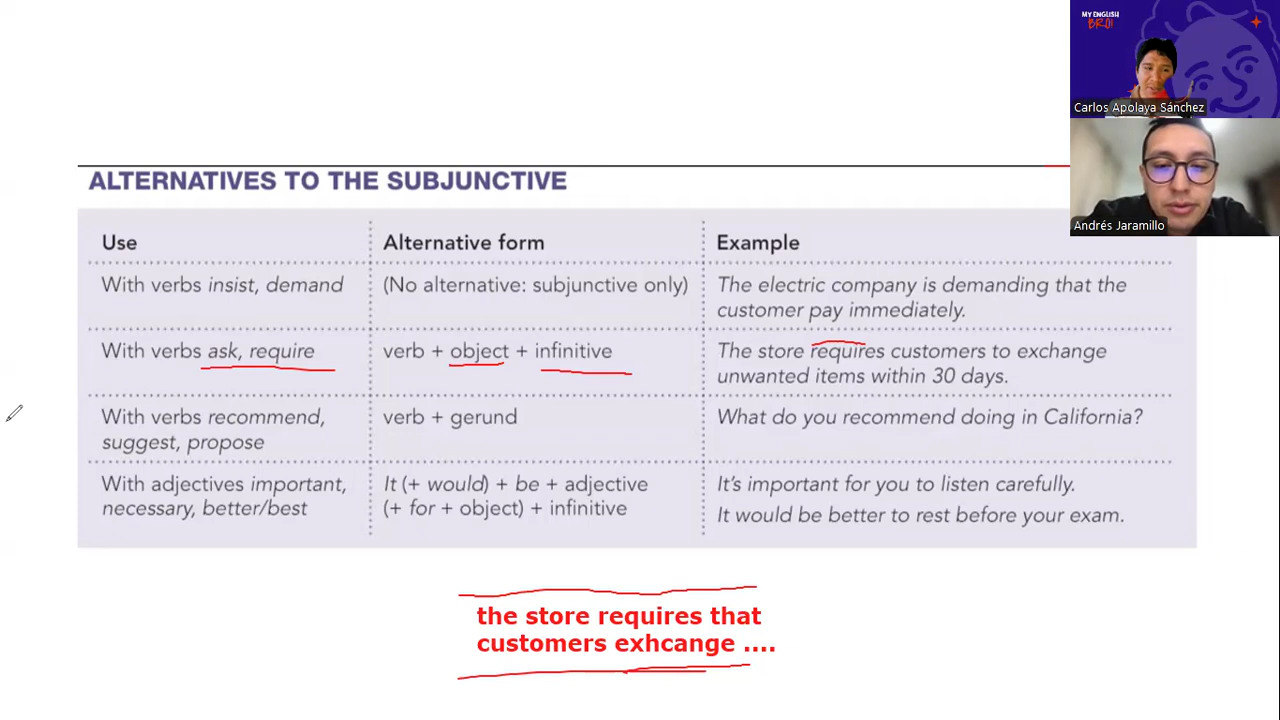 MY ENGLISH
BRO!
Carlos Apolaya Sánchez
Andrés Jaramillo
ALTERNATIVES TO THE SUBJUNCTIVE
Use Alternative form Example
With verbs insist, demand (No alternative: subjunctive only) The electric company is demanding that the
customer pay immediately.
With verbs ask, require verb + object + infinitive The store requires customers to exchange
unwanted items within 30 days.
With verbs recommend, verb + gerund What do you recommend doing in California?
suggest, propose
With adjectives important, It (+ would) + be + adjective It's important for you to listen carefully.
necessary, better/best (+ for + object) + infinitive It would be better to rest before your exam.
the store requires that
customers exhcange ....